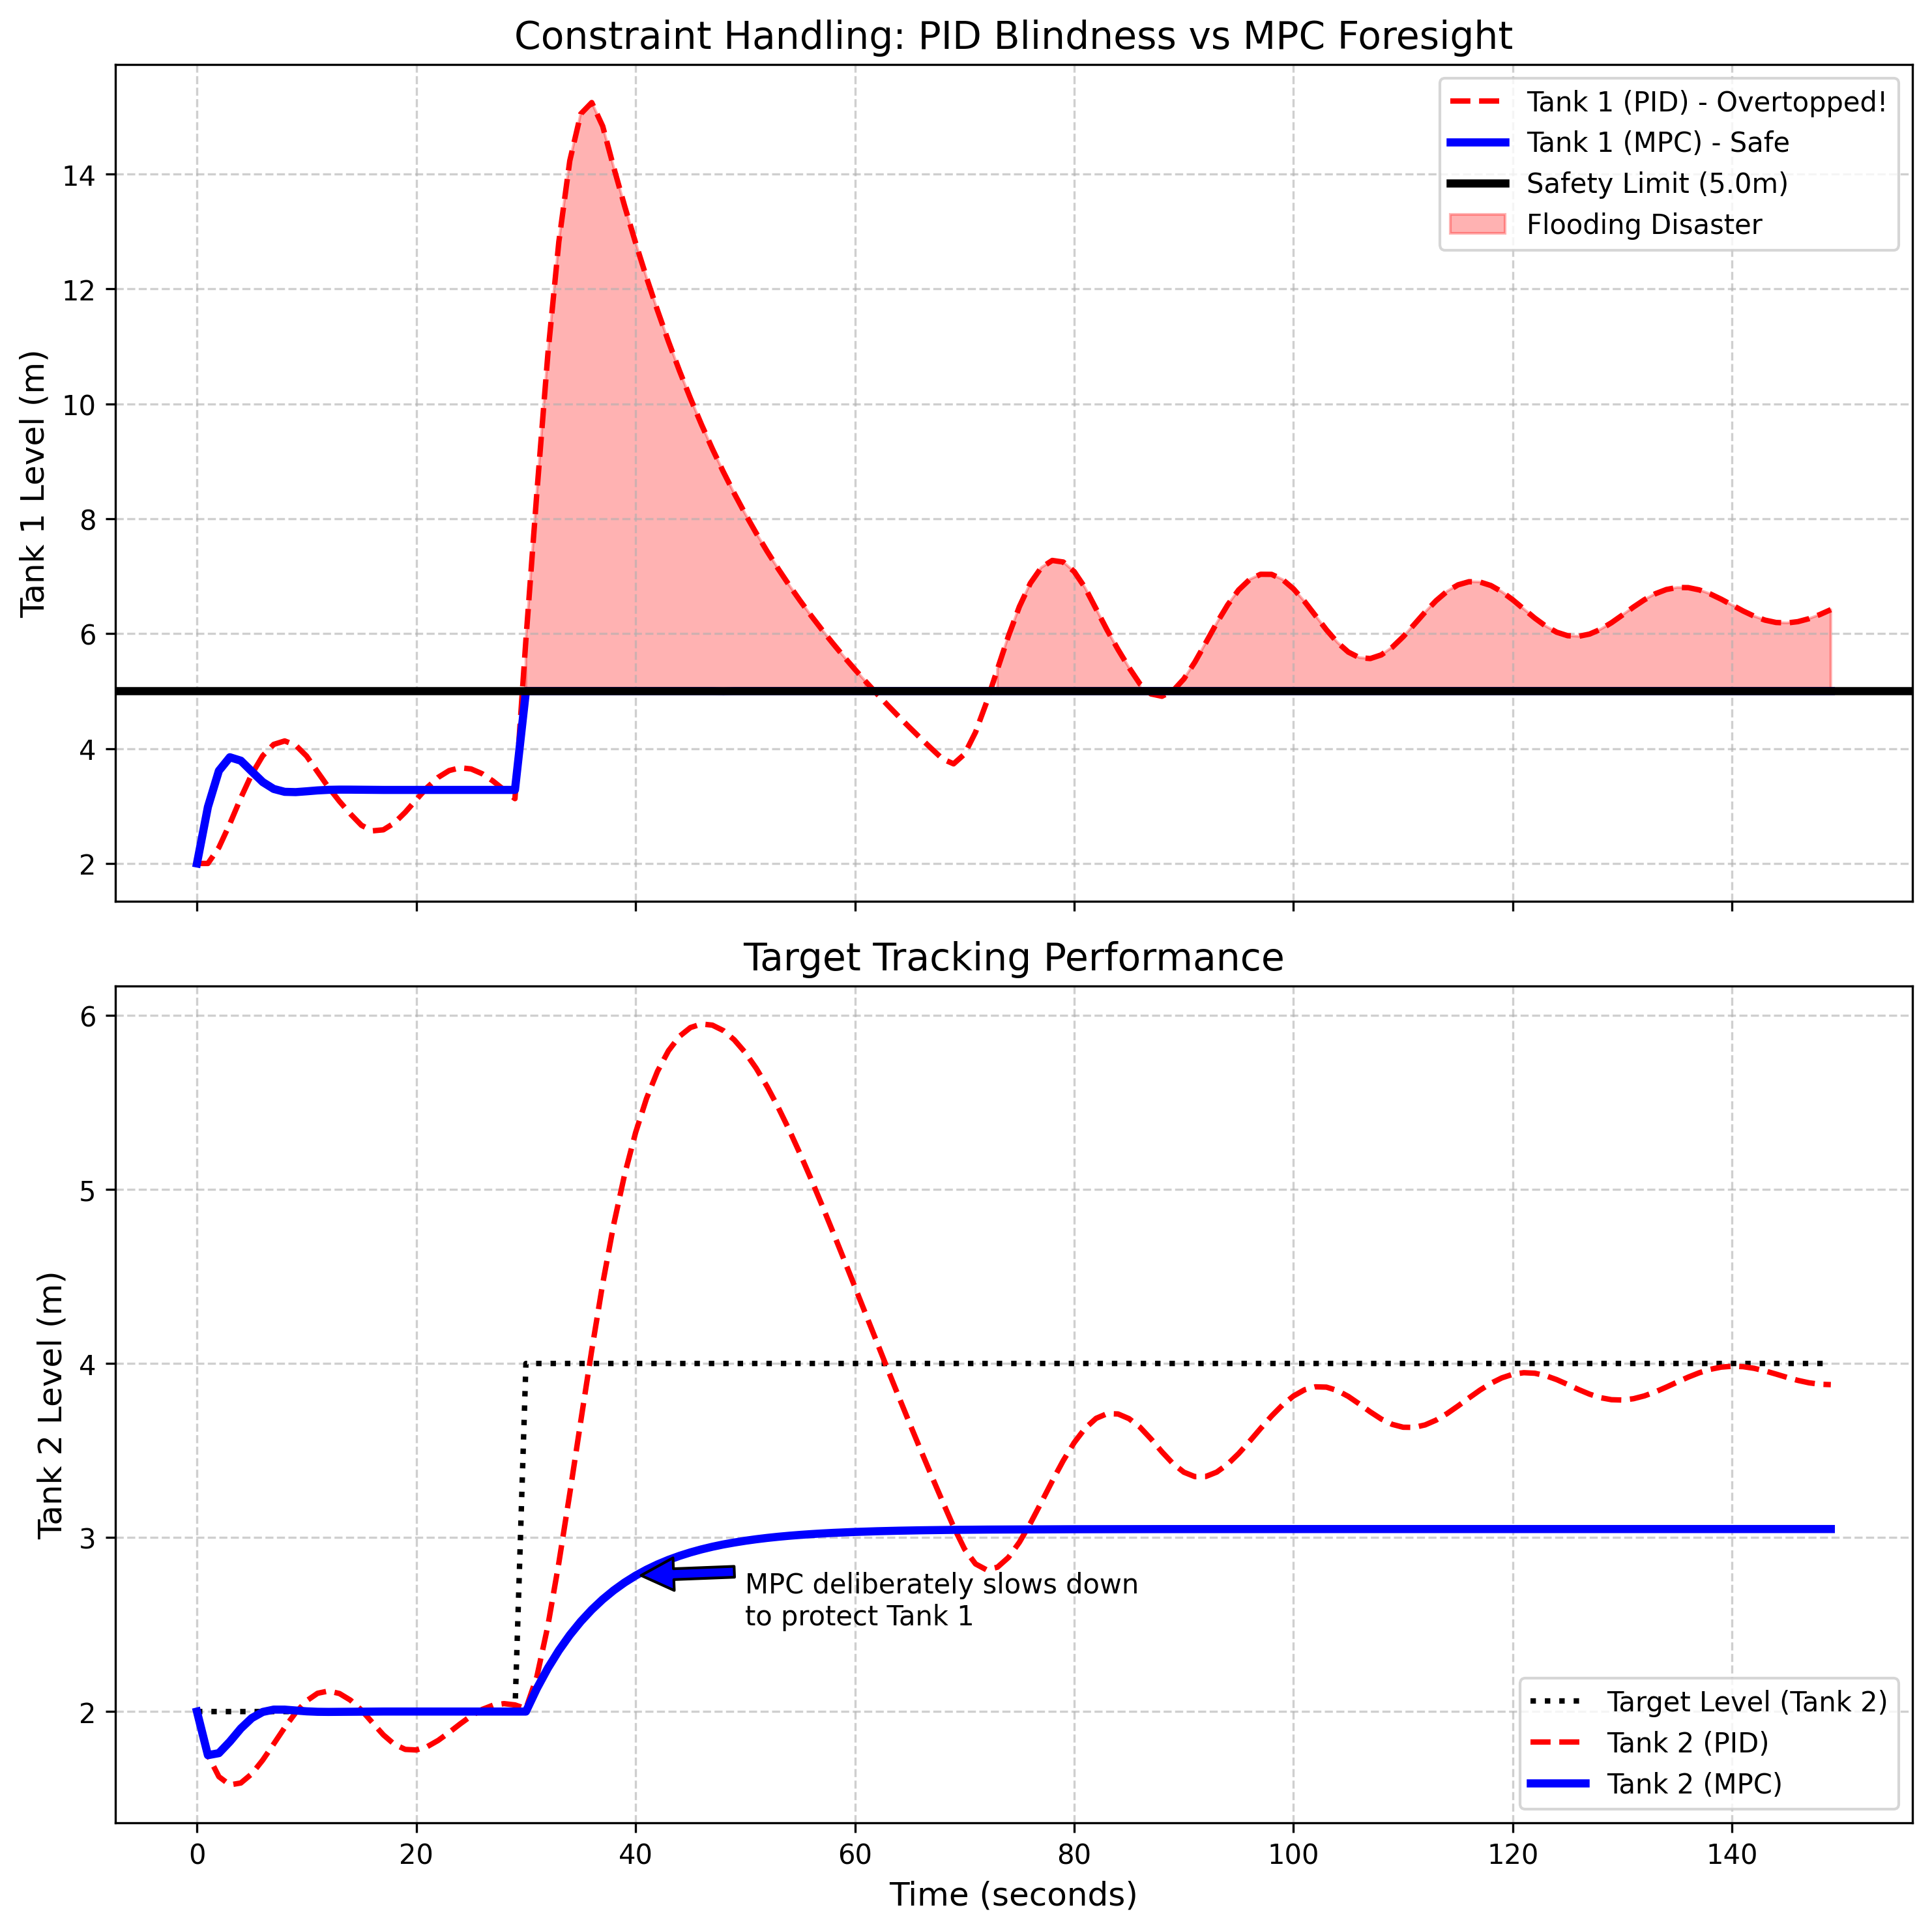 Constraint Handling: PID Blindness vs MPC Foresight
Tank 1 (PID) - Overtopped!
Tank 1 (MPC) - Safe
Safety Limit (5.0m)
Flooding Disaster
14
12
10
8
6
4
2
Tank 1 Level (m)
Target Tracking Performance
6
5
4
3
2
Tank 2 Level (m)
MPC deliberately slows down
to protect Tank 1
Target Level (Tank 2)
Tank 2 (PID)
Tank 2 (MPC)
0 20 40 60 80 100 120 140
Time (seconds)